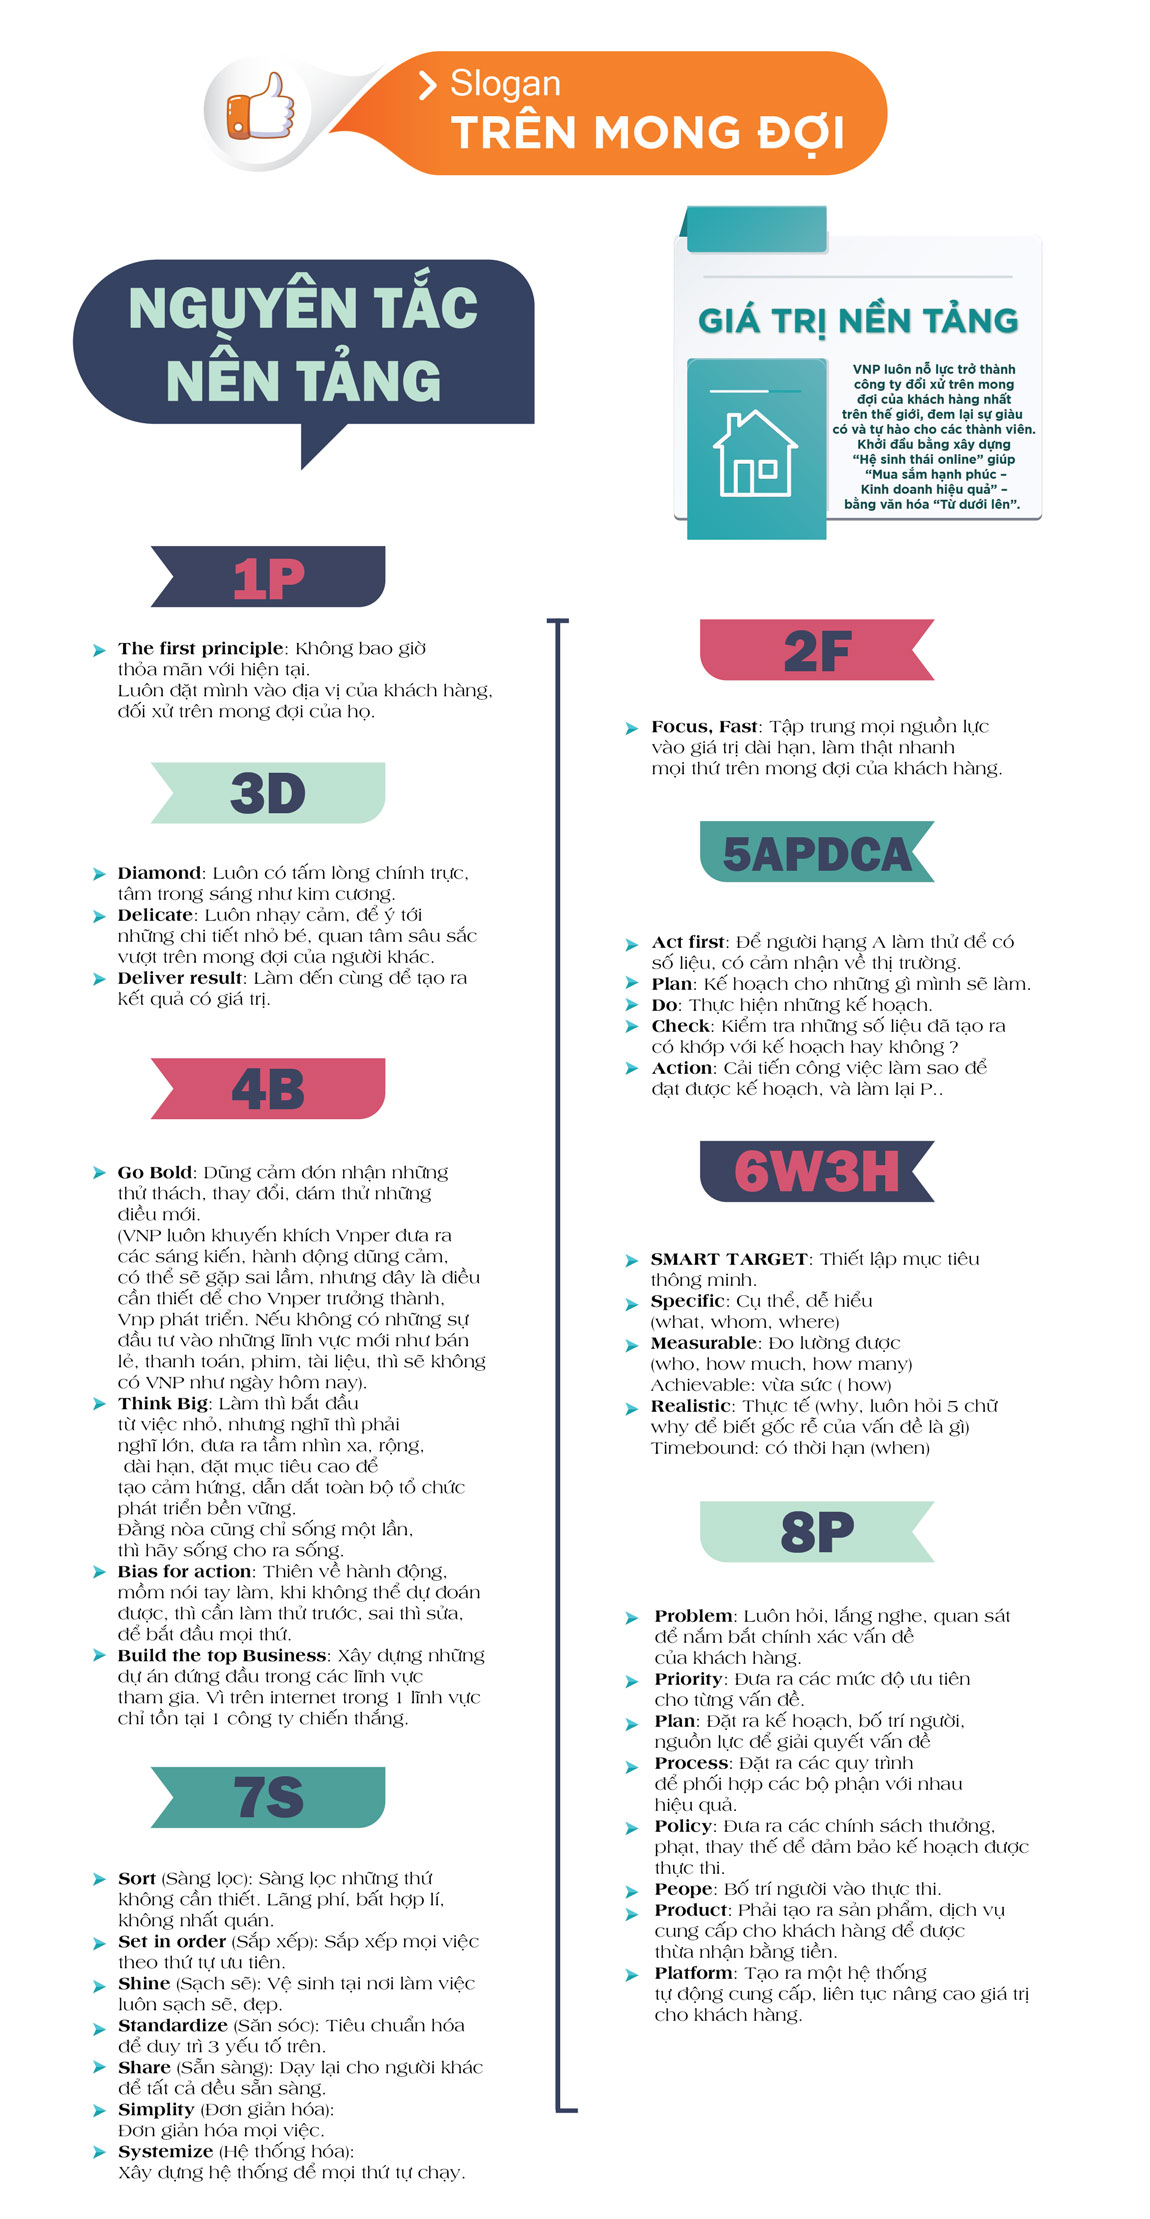 Slogan
TRÊN MONG ĐỢI
NGUYÊN TẮC
NỀN TẢNG
GIÁ TRỊ NỀN TẢNG
VNP luôn nỗ lực trở thành
công ty đối xử trên mong
đợi của khách hàng nhất
trên thế giới, đem lại sự giàu
có và tự hào cho các thành viên.
Khởi đầu bằng xây dựng
“Hệ sinh thái online” giúp
“Mua sắm hạnh phúc –
Kinh doanh hiệu quả” –
bằng văn hóa “Từ dưới lên”.
1P
The first principle: Không bao giờ
thỏa mãn với hiện tại.
Luôn đặt mình vào địa vị của khách hàng,
đối xử trên mong đợi của họ.
2F
Focus, Fast: Tập trung mọi nguồn lực
vào giá trị dài hạn, làm thật nhanh
mọi thứ trên mong đợi của khách hàng.
3D
Diamond: Luôn có tấm lòng chính trực,
tâm trong sáng như kim cương.
Delicate: Luôn nhạy cảm, để ý tới
những chi tiết nhỏ bé, quan tâm sâu sắc
vượt trên mong đợi của người khác.
Deliver result: Làm đến cùng để tạo ra
kết quả có giá trị.
4B
Go Bold: Dũng cảm đón nhận những
thử thách, thay đổi, dám thử những
điều mới.
(VNP luôn khuyến khích Vnper đưa ra
các sáng kiến, hành động dũng cảm,
có thể sẽ gặp sai lầm, nhưng đây là điều
cần thiết để cho Vnper trưởng thành,
Vnp phát triển. Nếu không có những sự
đầu tư vào những lĩnh vực mới như bán
lẻ, thanh toán, phim, tài liệu, thì sẽ không
có VNP như ngày hôm nay).
Think Big: Làm thì bắt đầu
từ việc nhỏ, nhưng nghĩ thì phải
nghĩ lớn, đưa ra tầm nhìn xa, rộng,
dài hạn, đặt mục tiêu cao để
tạo cảm hứng, dẫn dắt toàn bộ tổ chức
phát triển bền vững.
Đằng nòa cũng chỉ sống một lần,
thì hãy sống cho ra sống.
Bias for action: Thiên về hành động,
mồm nói tay làm, khi không thể dự đoán
được, thì cần làm thử trước, sai thì sửa,
để bắt đầu mọi thứ.
Build the top Business: Xây dựng những
dự án đứng đầu trong các lĩnh vực
tham gia. Vì trên internet trong 1 lĩnh vực
chỉ tồn tại 1 công ty chiến thắng.
5APDCA
Act first: Để người hạng A làm thử để có
số liệu, có cảm nhận về thị trường.
Plan: Kế hoạch cho những gì mình sẽ làm.
Do: Thực hiện những kế hoạch.
Check: Kiểm tra những số liệu đã tạo ra
có khớp với kế hoạch hay không ?
Action: Cải tiến công việc làm sao để
đạt được kế hoạch, và làm lại P..
6W3H
SMART TARGET: Thiết lập mục tiêu
thông minh.
Specific: Cụ thể, dễ hiểu
(what, whom, where)
Measurable: Đo lường được
(who, how much, how many)
Achievable: vừa sức ( how)
Realistic: Thực tế (why, luôn hỏi 5 chữ
why để biết gốc rễ của vấn đề là gì)
Timebound: có thời hạn (when)
7S
Sort (Sàng lọc): Sàng lọc những thứ
không cần thiết. Lãng phí, bất hợp lí,
không nhất quán.
Set in order (Sắp xếp): Sắp xếp mọi việc
theo thứ tự ưu tiên.
Shine (Sạch sẽ): Vệ sinh tại nơi làm việc
luôn sạch sẽ, đẹp.
Standardize (Săn sóc): Tiêu chuẩn hóa
để duy trì 3 yếu tố trên.
Share (Sẵn sàng): Dạy lại cho người khác
để tất cả đều sẵn sàng.
Simplity (Đơn giản hóa):
Đơn giản hóa mọi việc.
Systemize (Hệ thống hóa):
Xây dựng hệ thống để mọi thứ tự chạy.
8P
Problem: Luôn hỏi, lắng nghe, quan sát
để nắm bắt chính xác vấn đề
của khách hàng.
Priority: Đưa ra các mức độ ưu tiên
cho từng vấn đề.
Plan: Đặt ra kế hoạch, bố trí người,
nguồn lực để giải quyết vấn đề
Process: Đặt ra các quy trình
để phối hợp các bộ phận với nhau
hiệu quả.
Policy: Đưa ra các chính sách thưởng,
phạt, thay thế để đảm bảo kế hoạch được
thực thi.
Peope: Bố trí người vào thực thi.
Product: Phải tạo ra sản phẩm, dịch vụ
cung cấp cho khách hàng để được
thừa nhận bằng tiền.
Platform: Tạo ra một hệ thống
tự động cung cấp, liên tục nâng cao giá trị
cho khách hàng.